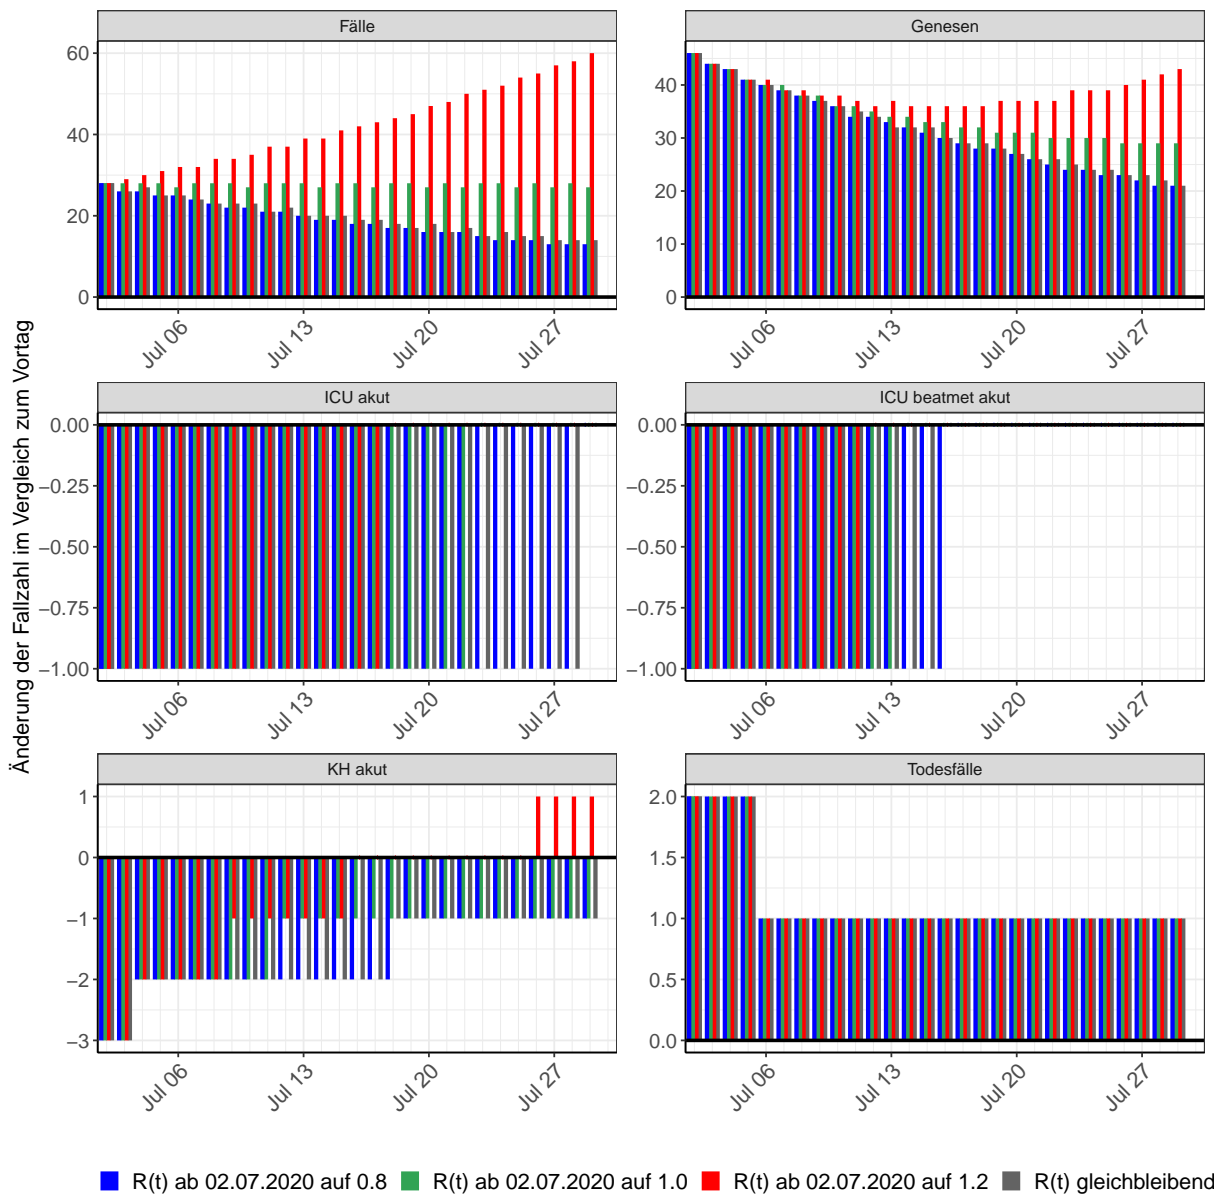 Fälle
Genesen
60
40
20
0
40
30
20
10
0
Jul 06
Jul 13
Jul 20
Jul 27
Jul 06
Jul 13
Jul 20
Jul 27
Änderung der Fallzahl im Vergleich zum Vortag
ICU akut
ICU beatmet akut
0.00
−0.25
−0.50
−0.75
−1.00
0.00
−0.25
−0.50
−0.75
−1.00
Jul 06
Jul 13
Jul 20
Jul 27
Jul 06
Jul 13
Jul 20
Jul 27
KH akut
Todesfälle
1
0
−1
−2
−3
2.0
1.5
1.0
0.5
0.0
Jul 06
Jul 13
Jul 20
Jul 27
Jul 06
Jul 13
Jul 20
Jul 27
R(t) ab 02.07.2020 auf 0.8
R(t) ab 02.07.2020 auf 1.0
R(t) ab 02.07.2020 auf 1.2
R(t) gleichbleibend